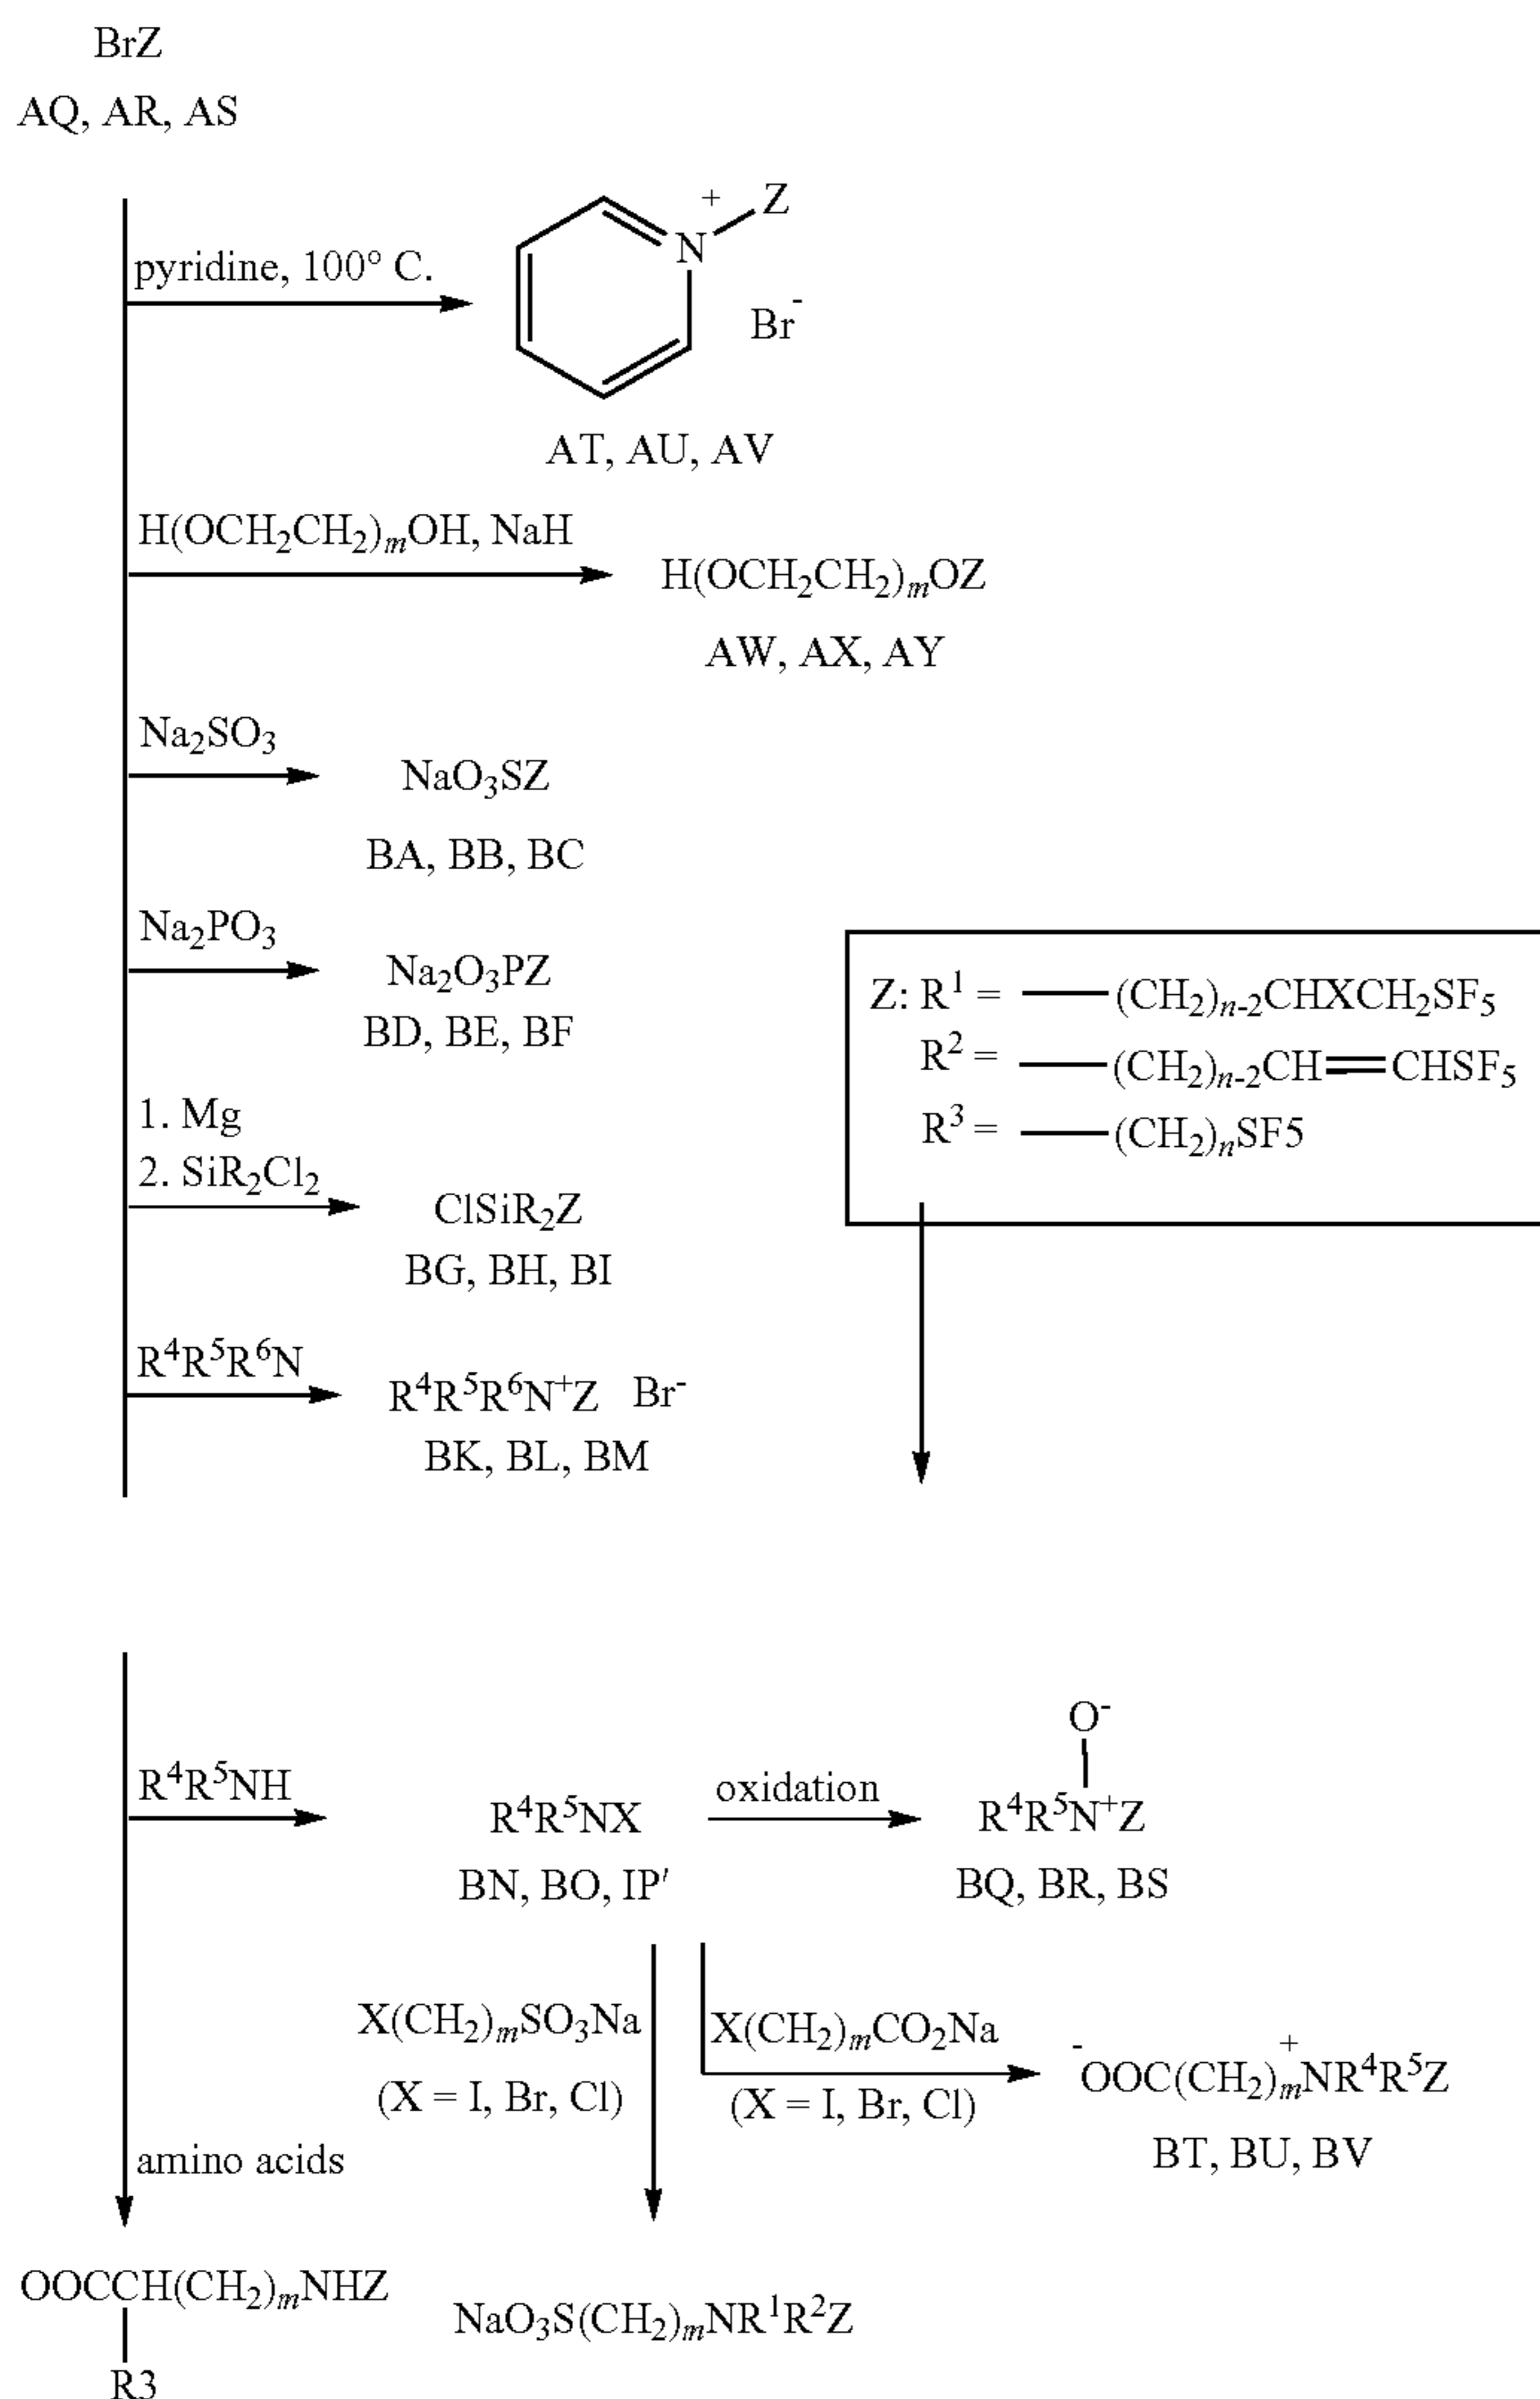 BrZ
AQ, AR, AS
pyridine, 100° C.
N⁺ Z
Br⁻
AT, AU, AV
H(OCH₂CH₂)ₘOH, NaH
H(OCH₂CH₂)ₘOZ
AW, AX, AY
Na₂SO₃
NaO₃SZ
BA, BB, BC
Na₂PO₃
Na₂O₃PZ
BD, BE, BF
Z: R¹ = —(CH₂)ₙ₋₂CHXCH₂SF₅
R² = —(CH₂)ₙ₋₂CH=CHSF₅
R³ = —(CH₂)ₙSF5
1. Mg
2. SiR₂Cl₂
ClSiR₂Z
BG, BH, BI
R⁴R⁵R⁶N
R⁴R⁵R⁶N⁺Z Br⁻
BK, BL, BM
R⁴R⁵NH
R⁴R⁵NX
BN, BO, IP′
oxidation
O⁻
R⁴R⁵N⁺Z
BQ, BR, BS
X(CH₂)ₘSO₃Na
(X = I, Br, Cl)
X(CH₂)ₘCO₂Na
(X = I, Br, Cl)
⁻OOC(CH₂)ₘN⁺R⁴R⁵Z
BT, BU, BV
amino acids
OOCCH(CH₂)ₘNHZ
R3
NaO₃S(CH₂)ₘNR¹R²Z